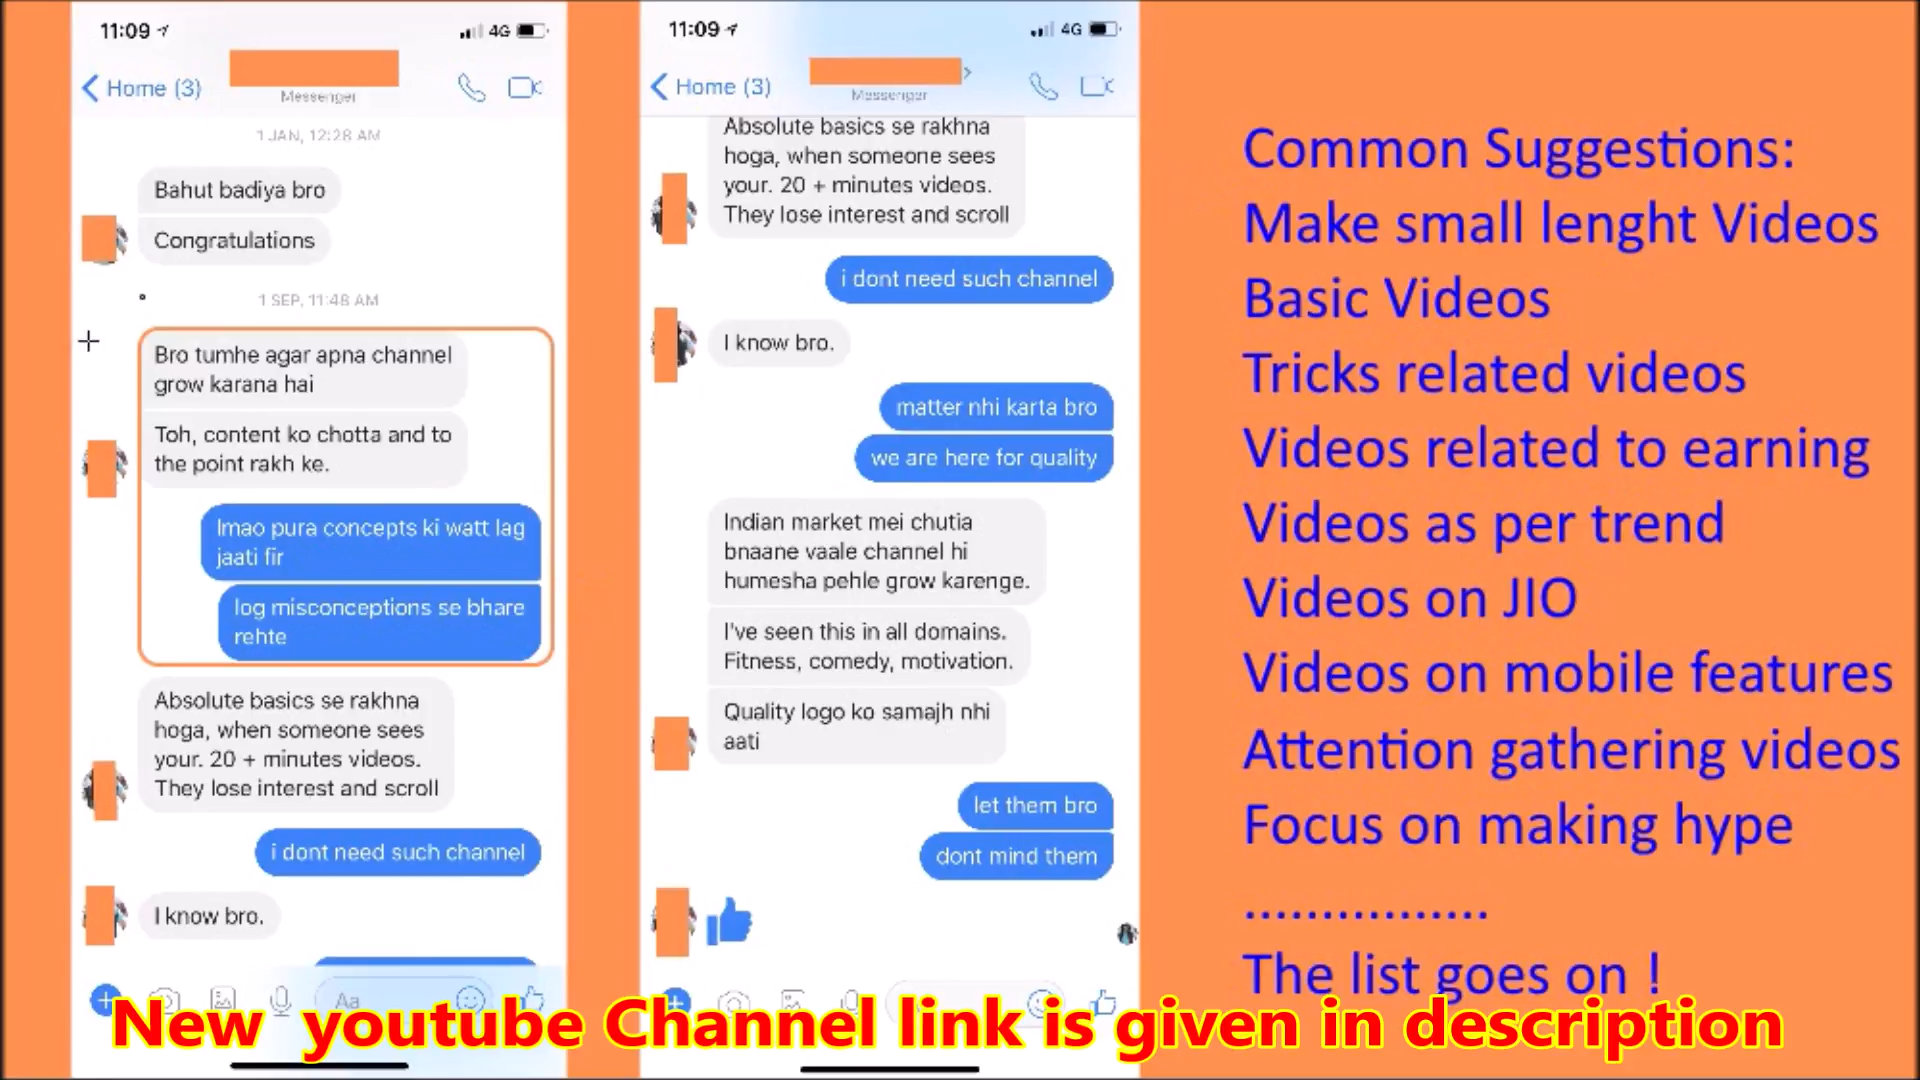 11:09
4G
Home (3)
Messenger
1 JAN, 12:28 AM
Bahut badiya bro
Congratulations
1 SEP, 11:48 AM
Bro tumhe agar apna channel
grow karana hai
Toh, content ko chotta and to
the point rakh ke.
lmao pura concepts ki watt lag
jaati fir
log misconceptions se bhare
rehte
Absolute basics se rakhna
hoga, when someone sees
your. 20 + minutes videos.
They lose interest and scroll
i dont need such channel
I know bro.
Aa
11:09
4G
Home (3)
Messenger
Absolute basics se rakhna
hoga, when someone sees
your. 20 + minutes videos.
They lose interest and scroll
i dont need such channel
I know bro.
matter nhi karta bro
we are here for quality
Indian market mei chutia
bnaane vaale channel hi
humesha pehle grow karenge.
I've seen this in all domains.
Fitness, comedy, motivation.
Quality logo ko samajh nhi
aati
let them bro
dont mind them
Common Suggestions:
Make small lenght Videos
Basic Videos
Tricks related videos
Videos related to earning
Videos as per trend
Videos on JIO
Videos on mobile features
Attention gathering videos
Focus on making hype
................
The list goes on !
New youtube Channel link is given in description